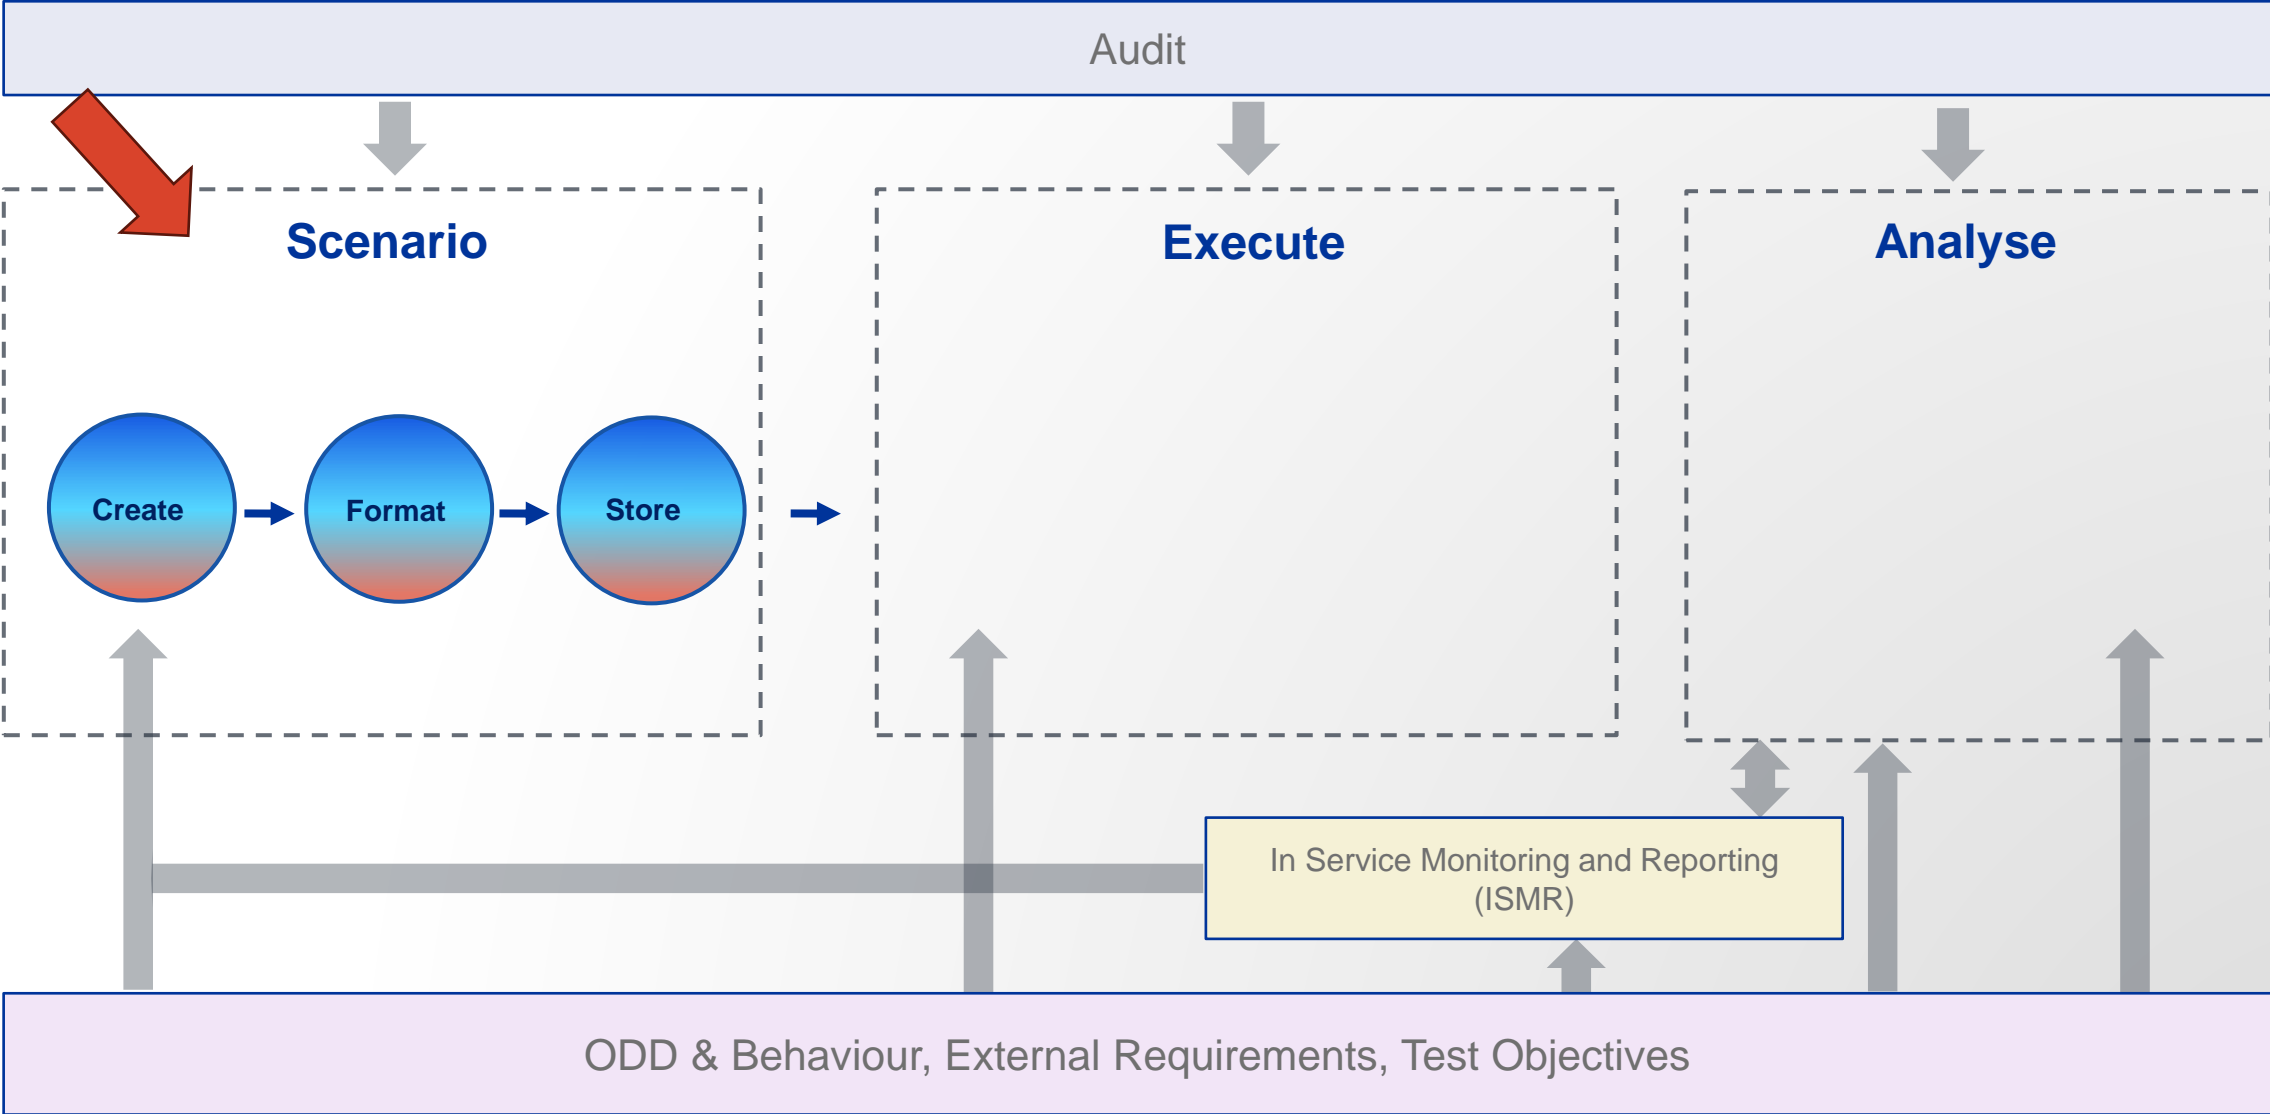 Audit
Scenario
Execute
Analyse
Create
Format
Store
In Service Monitoring and Reporting
(ISMR)
ODD & Behaviour, External Requirements, Test Objectives